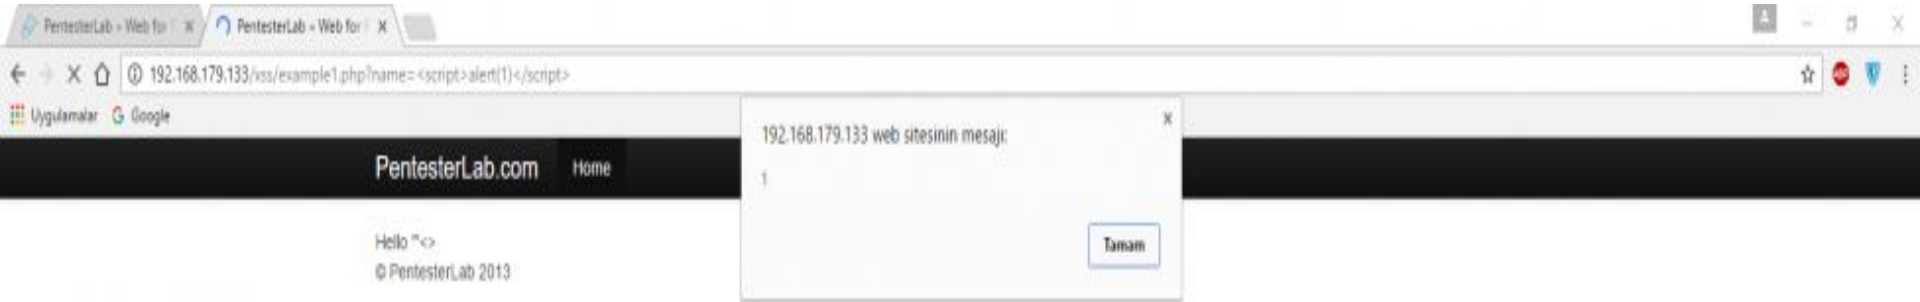 PentesterLab » Web for
PentesterLab » Web for
192.168.179.133/xss/example1.php?name=<script>alert(1)</script>
Uygulamalar Google
192.168.179.133 web sitesinin mesajı:
1
Tamam
PentesterLab.com Home
Hello "'<>
© PentesterLab 2013